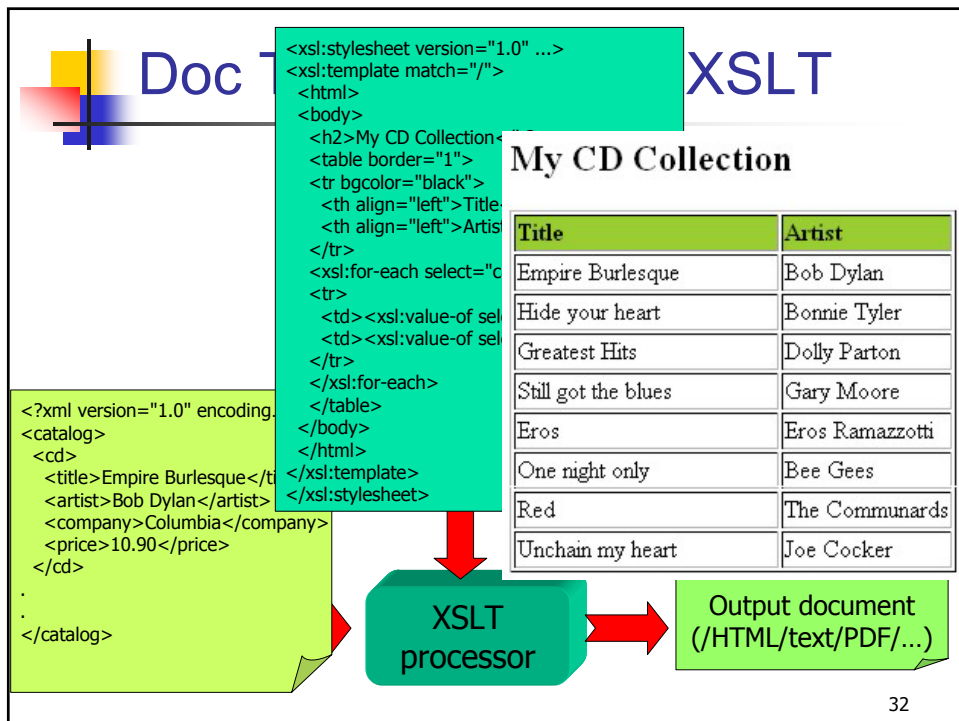 Doc T XSLT
<xsl:stylesheet version="1.0" ...>
<xsl:template match="/">
<html>
<body>
<h2>My CD Collection<
<table border="1">
<tr bgcolor="black">
<th align="left">Title<
<th align="left">Artist
</tr>
<xsl:for-each select="c
<tr>
<td><xsl:value-of sel
<td><xsl:value-of sel
</tr>
</xsl:for-each>
</table>
</body>
</html>
</xsl:template>
</xsl:stylesheet>
My CD Collection
Title Artist
Empire Burlesque Bob Dylan
Hide your heart Bonnie Tyler
Greatest Hits Dolly Parton
Still got the blues Gary Moore
Eros Eros Ramazzotti
One night only Bee Gees
Red The Communards
Unchain my heart Joe Cocker
<?xml version="1.0" encoding.
<catalog>
<cd>
<title>Empire Burlesque</ti
<artist>Bob Dylan</artist>
<company>Columbia</company>
<price>10.90</price>
</cd>
.
.
</catalog>
XSLT
processor
Output document
(/HTML/text/PDF/...)
32